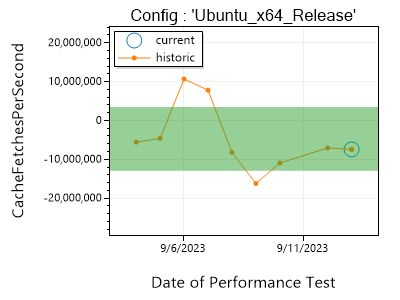 Config : 'Ubuntu_x64_Release'
current
historic
20,000,000
10,000,000
0
-10,000,000
-20,000,000
CacheFetchesPerSecond
9/6/2023
9/11/2023
Date of Performance Test